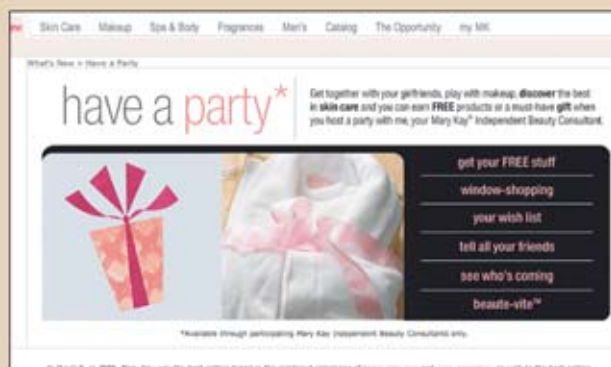 Skin Care Makeup Spa & Body Fragrances Men's Catalog The Opportunity my MK
What's New > Have a Party
have a party*
Get together with your girlfriends, play with makeup, discover the best
in skin care and you can earn FREE products or a must-have gift when
you host a party with me, your Mary Kay® Independent Beauty Consultant.
get your FREE stuff
window-shopping
your wish list
tell all your friends
see who's coming
beaute-vite™
*Available through participating Mary Kay Independent Beauty Consultants only.